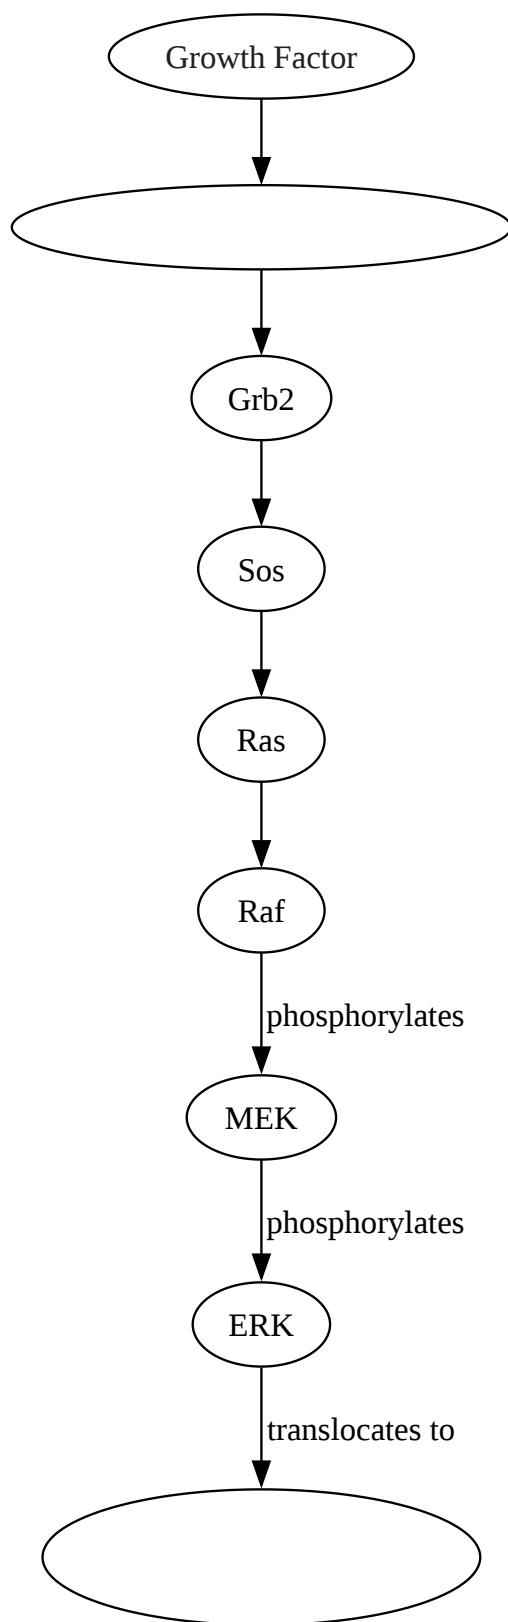 Growth Factor
Grb2
Sos
Ras
Raf
phosphorylates
MEK
phosphorylates
ERK
translocates to